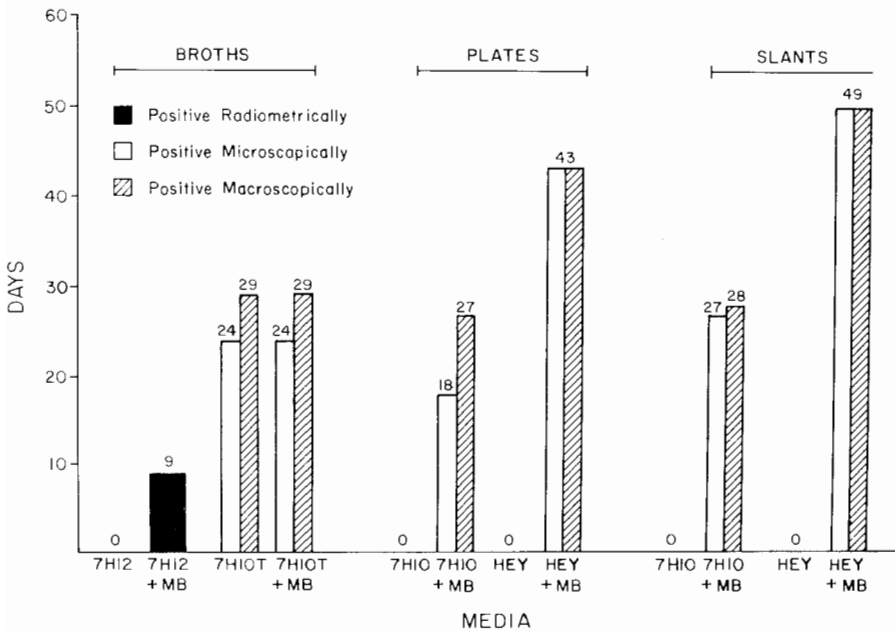 60
50
40
30
20
10
DAYS
BROTHS
PLATES
SLANTS
Positive Radiometrically
Positive Microscapically
Positive Macroscapically
0
9
24
29
24
29
0
18
27
0
43
0
27
28
0
49
7H12
7H12
+ MB
7H10T
7H10T
+ MB
7H10
7H10
+ MB
HEY
HEY
+ MB
7H10
7H10
+ MB
HEY
HEY
+ MB
MEDIA